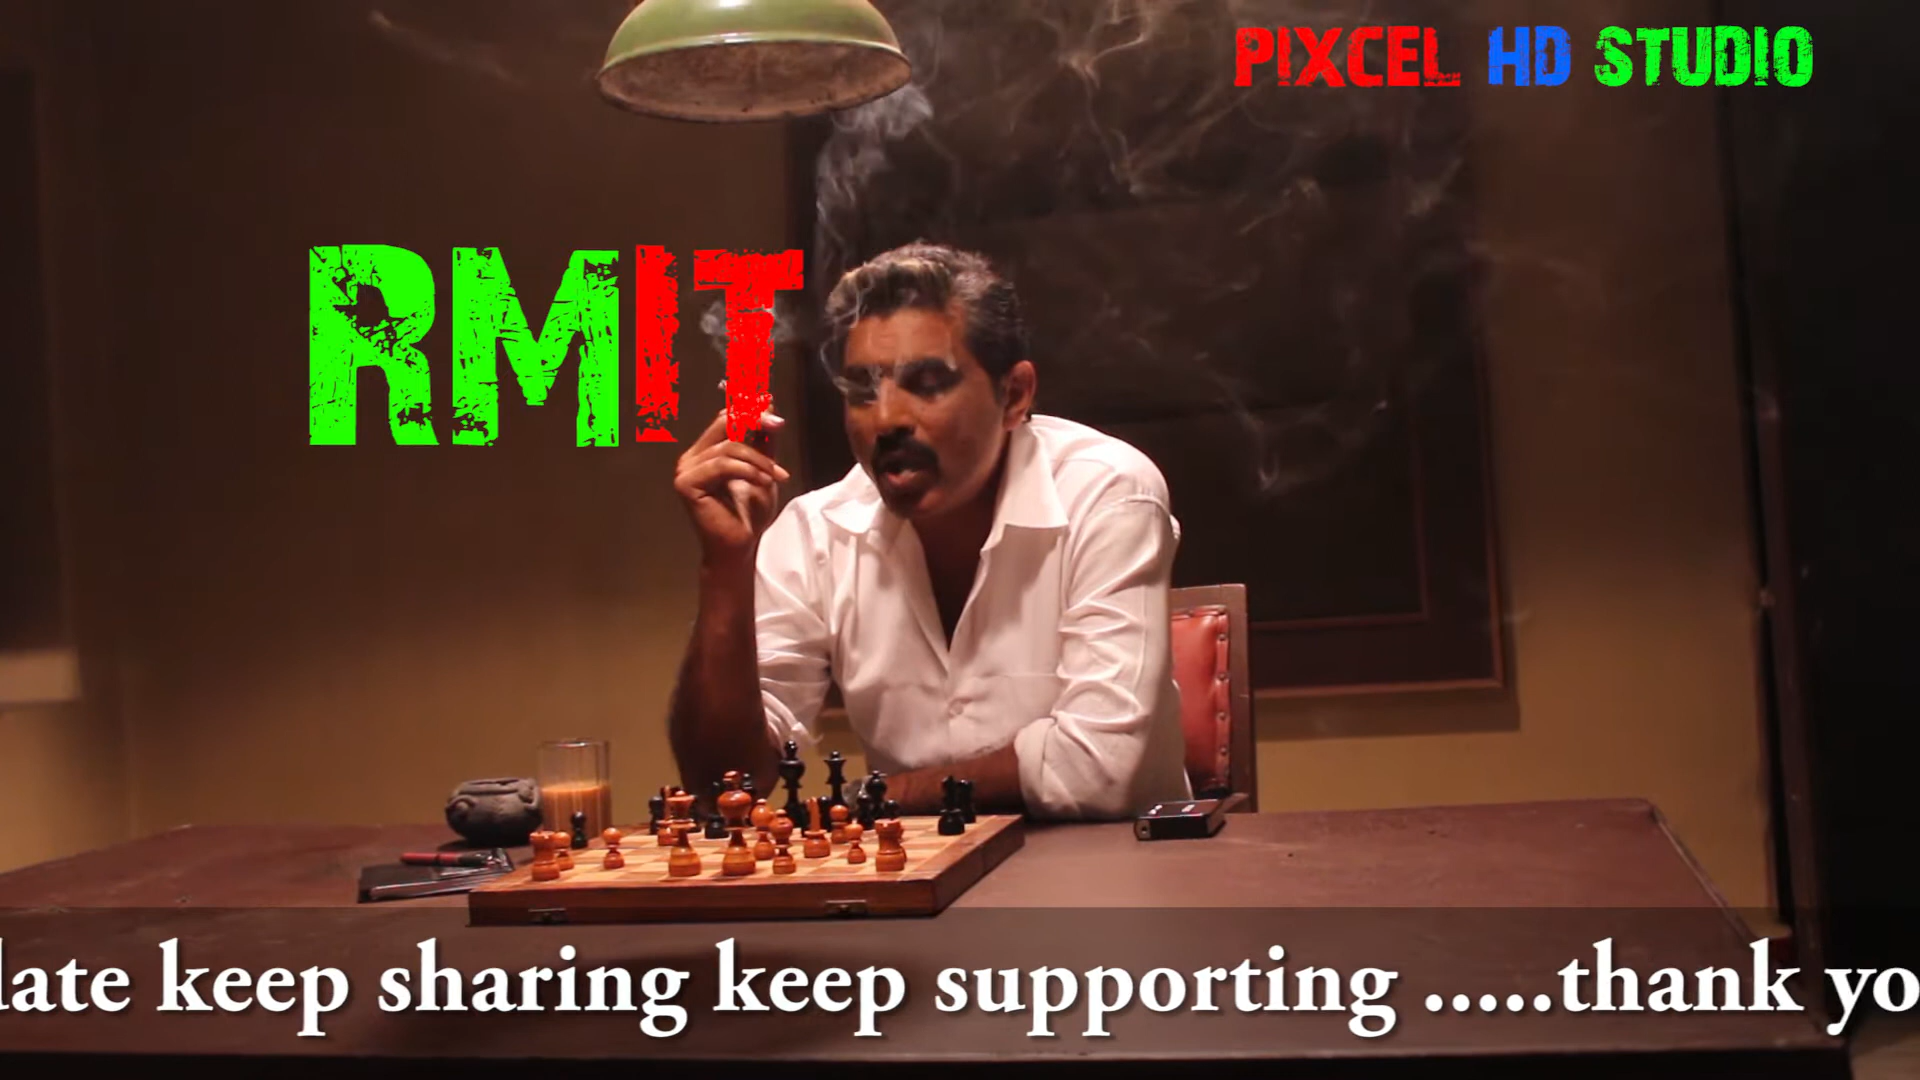 PIXCEL HD STUDIO
RMIT
keep sharing keep supporting .....thank